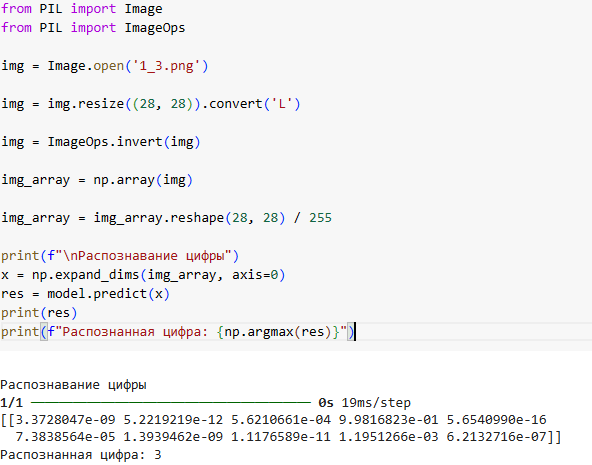 from PIL import Image
from PIL import ImageOps
img = Image.open('1_3.png')
img = img.resize((28, 28)).convert('L')
img = ImageOps.invert(img)
img_array = np.array(img)
img_array = img_array.reshape(28, 28) / 255
print(f"\nРаспознавание цифры")
x = np.expand_dims(img_array, axis=0)
res = model.predict(x)
print(res)
print(f"Распознанная цифра: {np.argmax(res)}")
Распознавание цифры
1/1 ━━━━━━━━━━━━━━━━━━━━ 0s 19ms/step
[[3.3728047e-09 5.2219219e-12 5.6210661e-04 9.9816823e-01 5.6540990e-16
7.3838564e-05 1.3939462e-09 1.1176589e-11 1.1951266e-03 6.2132716e-07]]
Распознанная цифра: 3